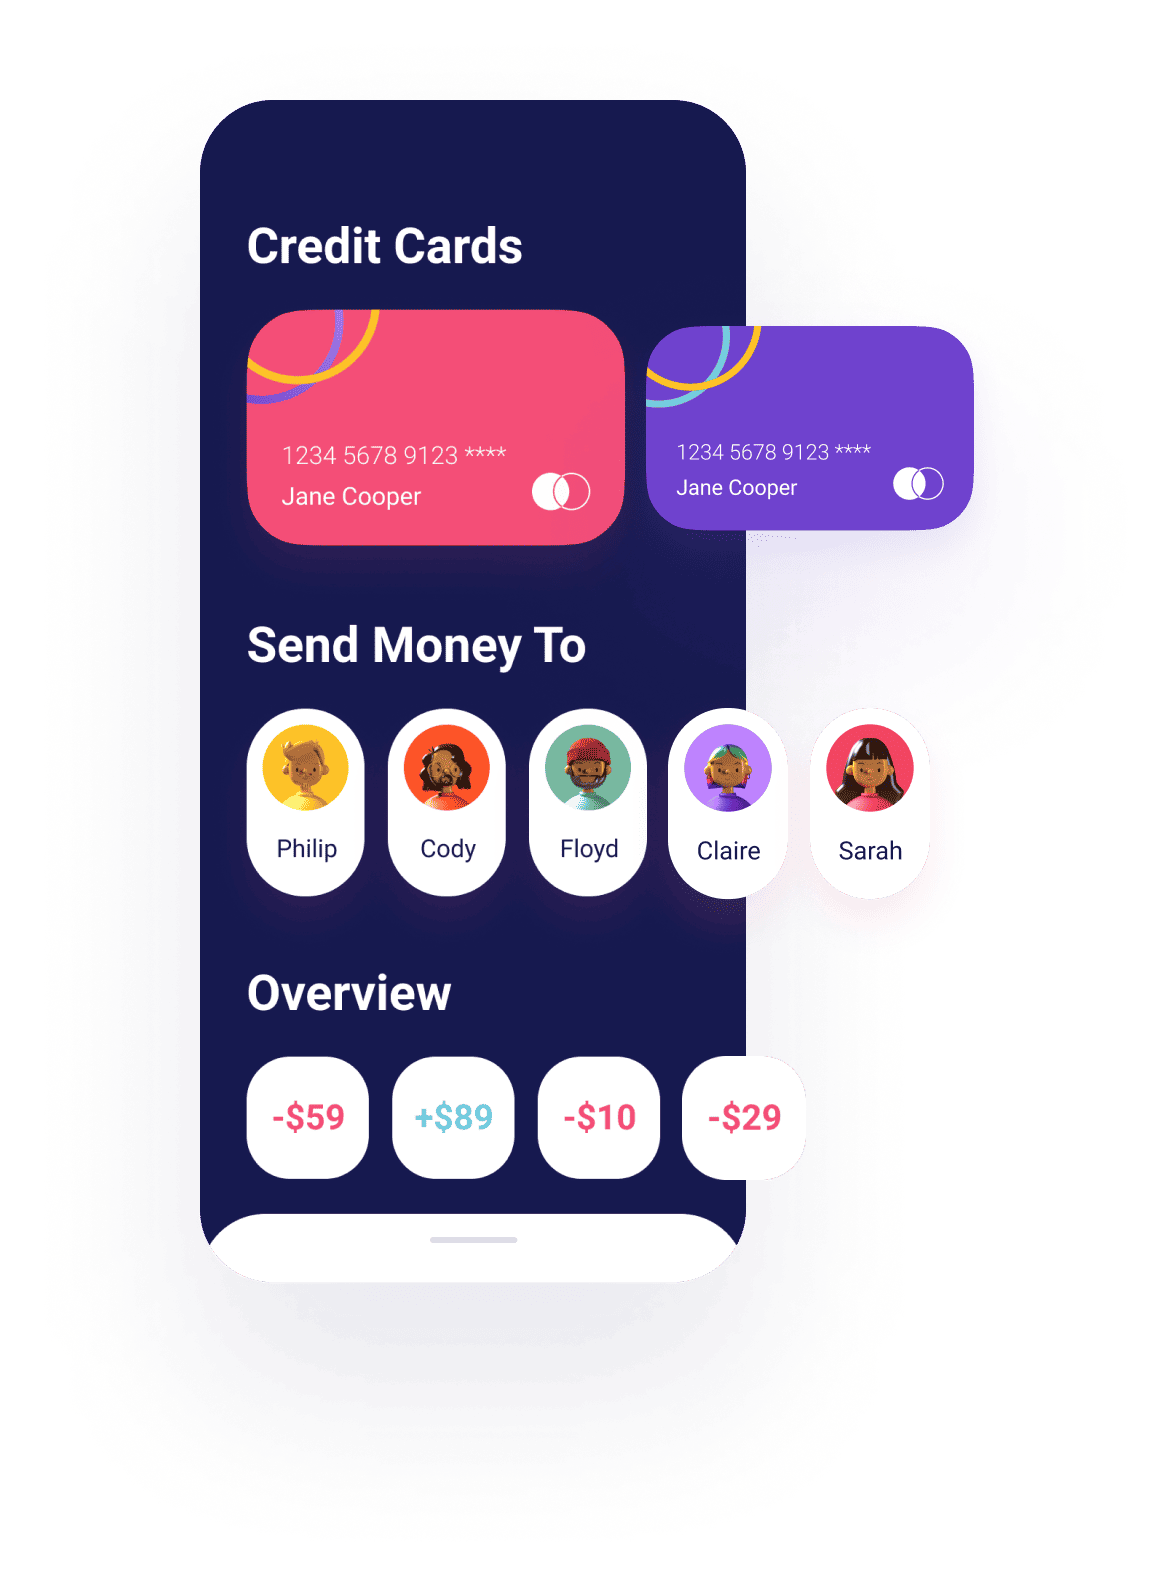 Credit Cards
1234 5678 9123 ****
Jane Cooper
1234 5678 9123 ****
Jane Cooper
Send Money To
Philip
Cody
Floyd
Claire
Sarah
Overview
-$59
+$89
-$10
-$29